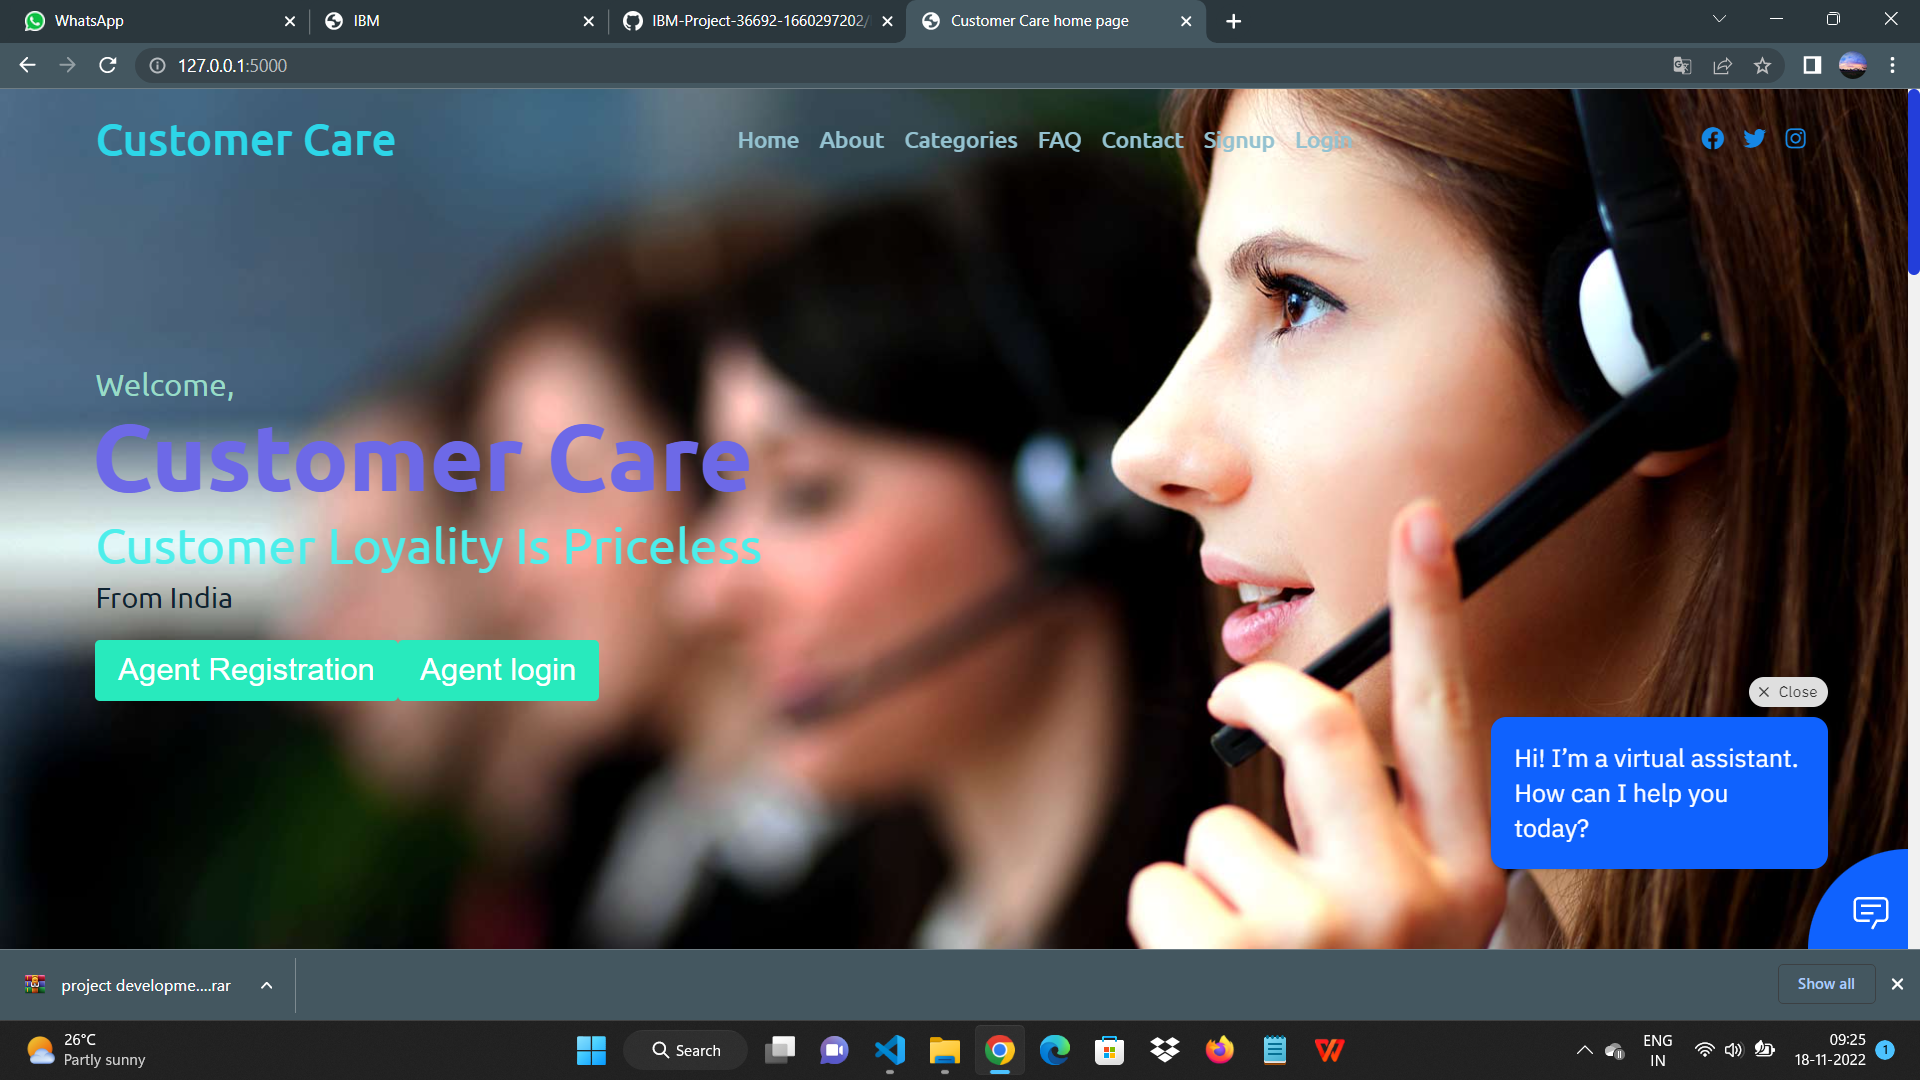 WhatsApp
IBM
IBM-Project-36692-1660297202/
Customer Care home page
127.0.0.1:5000
Customer Care
Home About Categories FAQ Contact Signup Login
Welcome,
Customer Care
Customer Loyality Is Priceless
From India
Agent Registration Agent login
× Close
Hi! I’m a virtual assistant.
How can I help you
today?
project developme....rar
Show all
26°C
Partly sunny
Search
ENG
IN
09:25
18-11-2022
1